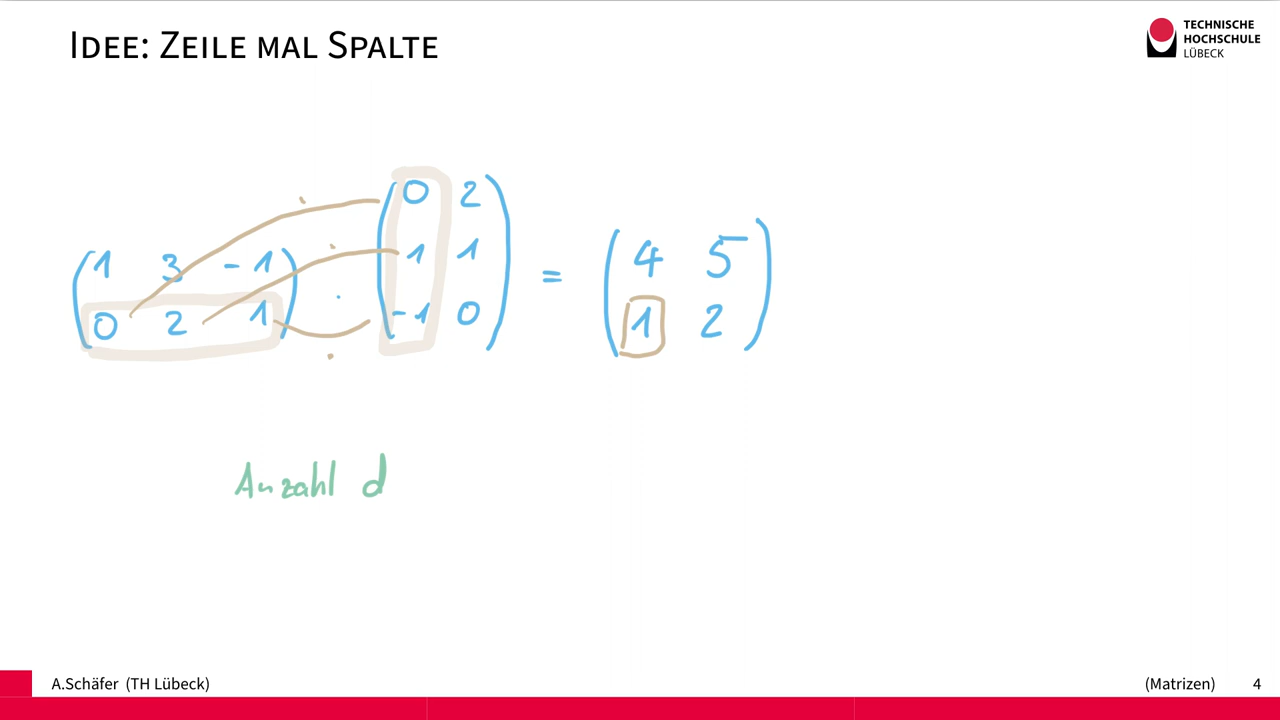 IDEE: ZEILE MAL SPALTE
TECHNISCHE
HOCHSCHULE
LÜBECK
( 1 3 -1 )
( 0 2 1 )
·
( 0 2 )
( 1 1 )
( -1 0 )
=
( 4 5 )
( 1 2 )
Anzahl d
A.Schäfer (TH Lübeck)
(Matrizen) 4